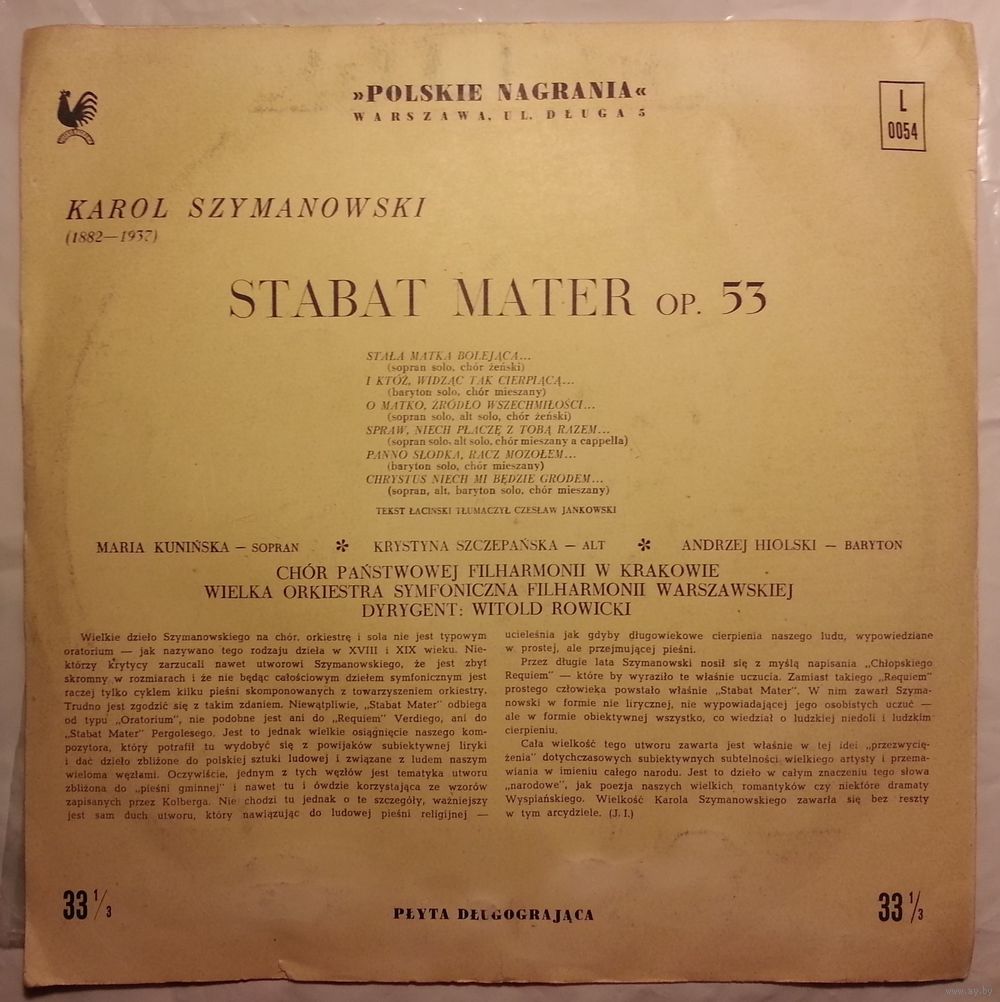 »POLSKIE NAGRANIA«
WARSZAWA, UL. DŁUGA 5
L
0054
KAROL SZYMANOWSKI
(1882—1937)
STABAT MATER OP. 53
STAŁA MATKA BOLEJĄCA...
(sopran solo, chór żeński)
I KTÓŻ, WIDZĄC TAK CIERPIĄCĄ...
(baryton solo, chór mieszany)
O MATKO, ŹRÓDŁO WSZECHMIŁOŚCI...
(sopran solo, alt solo, chór żeński)
SPRAW, NIECH PŁACZĘ Z TOBĄ RAZEM...
(sopran solo, alt solo, chór mieszany a cappella)
PANNO SŁODKA, RACZ MOZOŁEM...
(baryton solo, chór mieszany)
CHRYSTUS NIECH MI BĘDZIE GRODEM...
(sopran, alt, baryton solo, chór mieszany)
TEKST ŁACIŃSKI TŁUMACZYŁ CZESŁAW JANKOWSKI
MARIA KUNIŃSKA — SOPRAN * KRYSTYNA SZCZEPAŃSKA — ALT * ANDRZEJ HIOLSKI — BARYTON
CHÓR PAŃSTWOWEJ FILHARMONII W KRAKOWIE
WIELKA ORKIESTRA SYMFONICZNA FILHARMONII WARSZAWSKIEJ
DYRYGENT: WITOLD ROWICKI
Wielkie dzieło Szymanowskiego na chór, orkiestrę i sola nie jest typowym
oratorium — jak nazywano tego rodzaju dzieła w XVIII i XIX wieku. Nie-
którzy krytycy zarzucali nawet utworowi Szymanowskiego, że jest zbyt
skromny w rozmiarach i że nie będąc całościowym dziełem symfonicznym jest
raczej tylko cyklem kilku pieśni skomponowanych z towarzyszeniem orkiestry.
Trudno jest zgodzić się z takim zdaniem. Niewątpliwie, „Stabat Mater" odbiega
od typu „Oratorium", nie podobne jest ani do „Requiem" Verdiego, ani do
„Stabat Mater" Pergolesego. Jest to jednak wielkie osiągnięcie naszego kom-
pozytora, który potrafił tu wydobyć się z powijaków subiektywnej liryki
i dać dzieło zbliżone do polskiej sztuki ludowej i związane z ludem naszym
wieloma węzłami. Oczywiście, jednym z tych węzłów jest tematyka utworu
zbliżona do „pieśni gminnej" i nawet tu i ówdzie korzystająca ze wzorów
zapisanych przez Kolberga. Nie chodzi tu jednak o te szczegóły, ważniejszy
jest sam duch utworu, który nawiązując do ludowej pieśni religijnej —
ucieleśnia jak gdyby długowiekowe cierpienia naszego ludu, wypowiedziane
w prostej, ale przejmującej pieśni.
Przez długie lata Szymanowski nosił się z myślą napisania „Chłopskiego
Requiem" — które by wyraziło te właśnie uczucia. Zamiast takiego „Requiem"
prostego człowieka powstało właśnie „Stabat Mater". W nim zawarł Szyma-
nowski w formie nie lirycznej, nie wypowiadającej jego osobistych uczuć —
ale w formie obiektywnej wszystko, co wiedział o ludzkiej niedoli i ludzkim
cierpieniu.
Cała wielkość tego utworu zawarta jest właśnie w tej idei „przezwycię-
żenia" dotychczasowych subiektywnych subtelności wielkiego artysty i przema-
wiania w imieniu całego narodu. Jest to dzieło w całym znaczeniu tego słowa
„narodowe", jak poezja naszych wielkich romantyków czy niektóre dramaty
Wyspiańskiego. Wielkość Karola Szymanowskiego zawarła się bez reszty
w tym arcydziele. (J. I.)
33 1/3
PŁYTA DŁUGOGRAJĄCA
33 1/3
www.ay.by